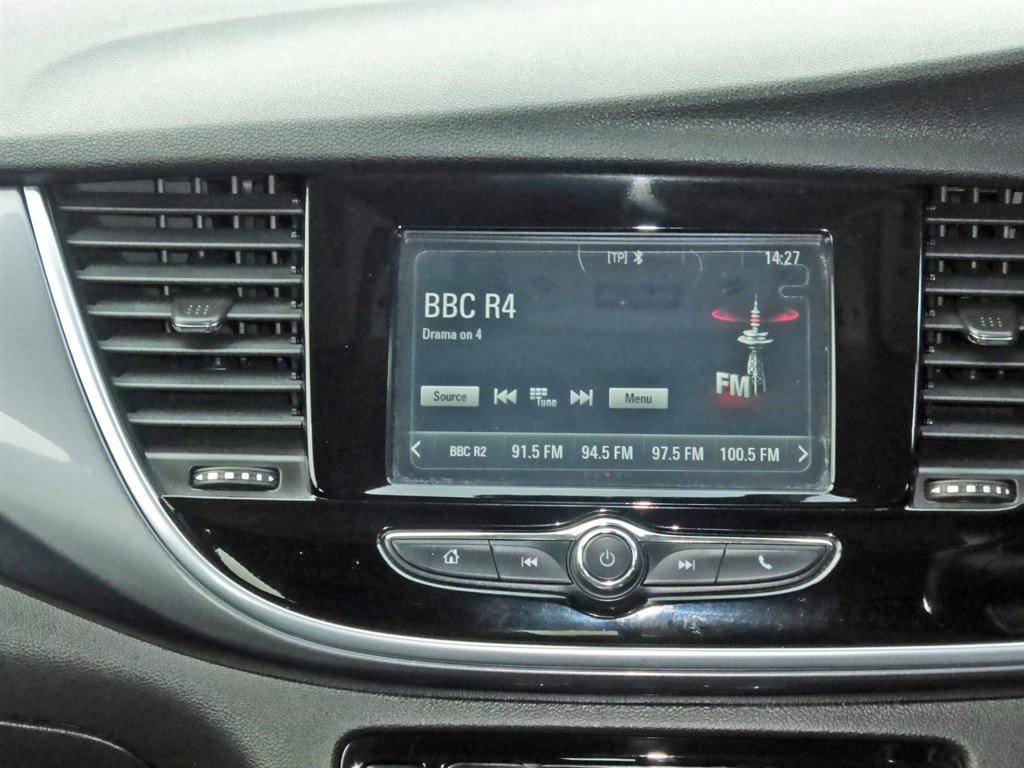 [TP] 14:27
BBC R4
Drama on 4
FM
Source Tune Menu
BBC R2 91.5 FM 94.5 FM 97.5 FM 100.5 FM